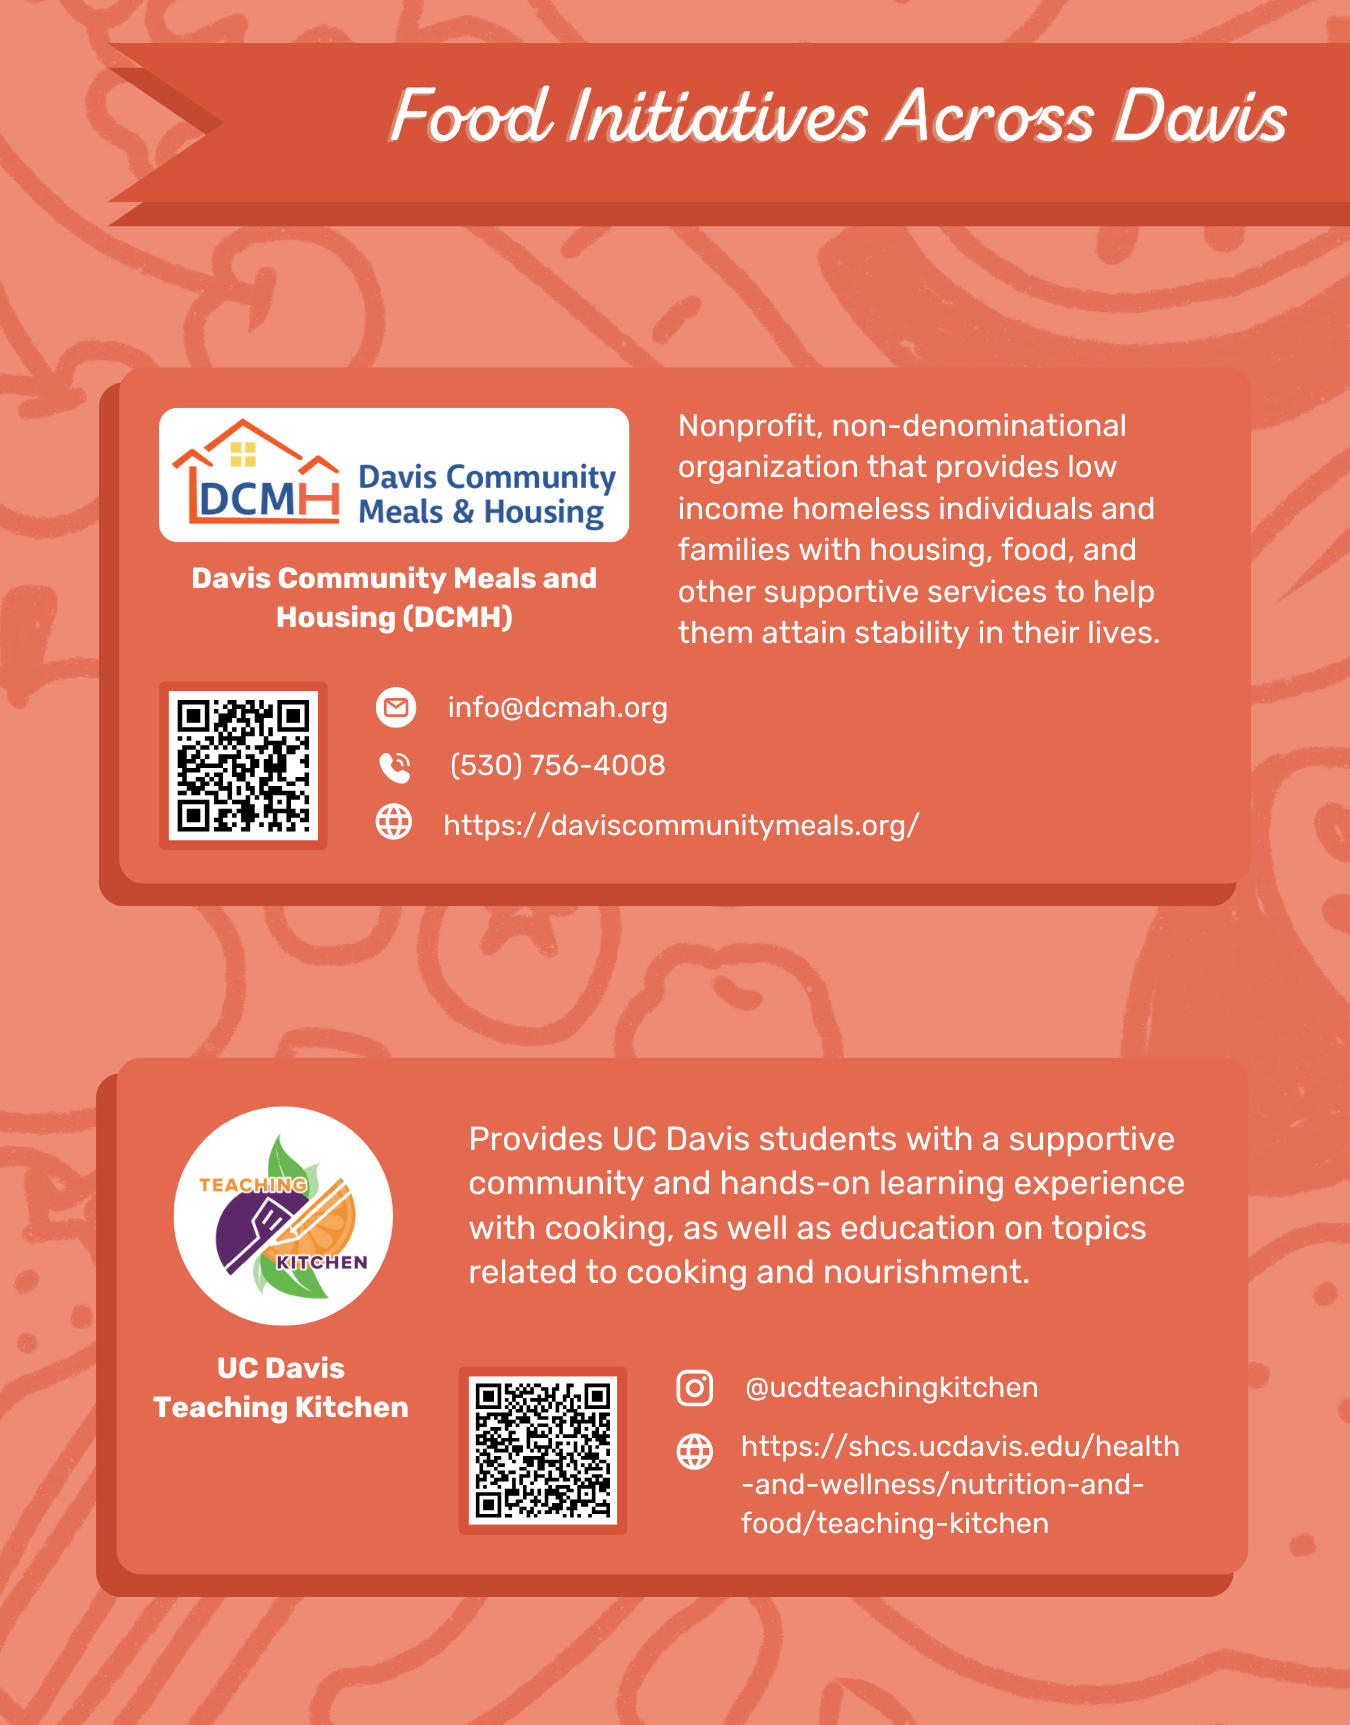 Food Initiatives Across Davis
DCMH
Davis Community
Meals & Housing
Davis Community Meals and
Housing (DCMH)
Nonprofit, non-denominational
organization that provides low
income homeless individuals and
families with housing, food, and
other supportive services to help
them attain stability in their lives.
info@dcmah.org
(530) 756-4008
https://daviscommunitymeals.org/
TEACHING
KITCHEN
UC Davis
Teaching Kitchen
Provides UC Davis students with a supportive
community and hands-on learning experience
with cooking, as well as education on topics
related to cooking and nourishment.
@ucdteachingkitchen
https://shcs.ucdavis.edu/health
-and-wellness/nutrition-and-
food/teaching-kitchen